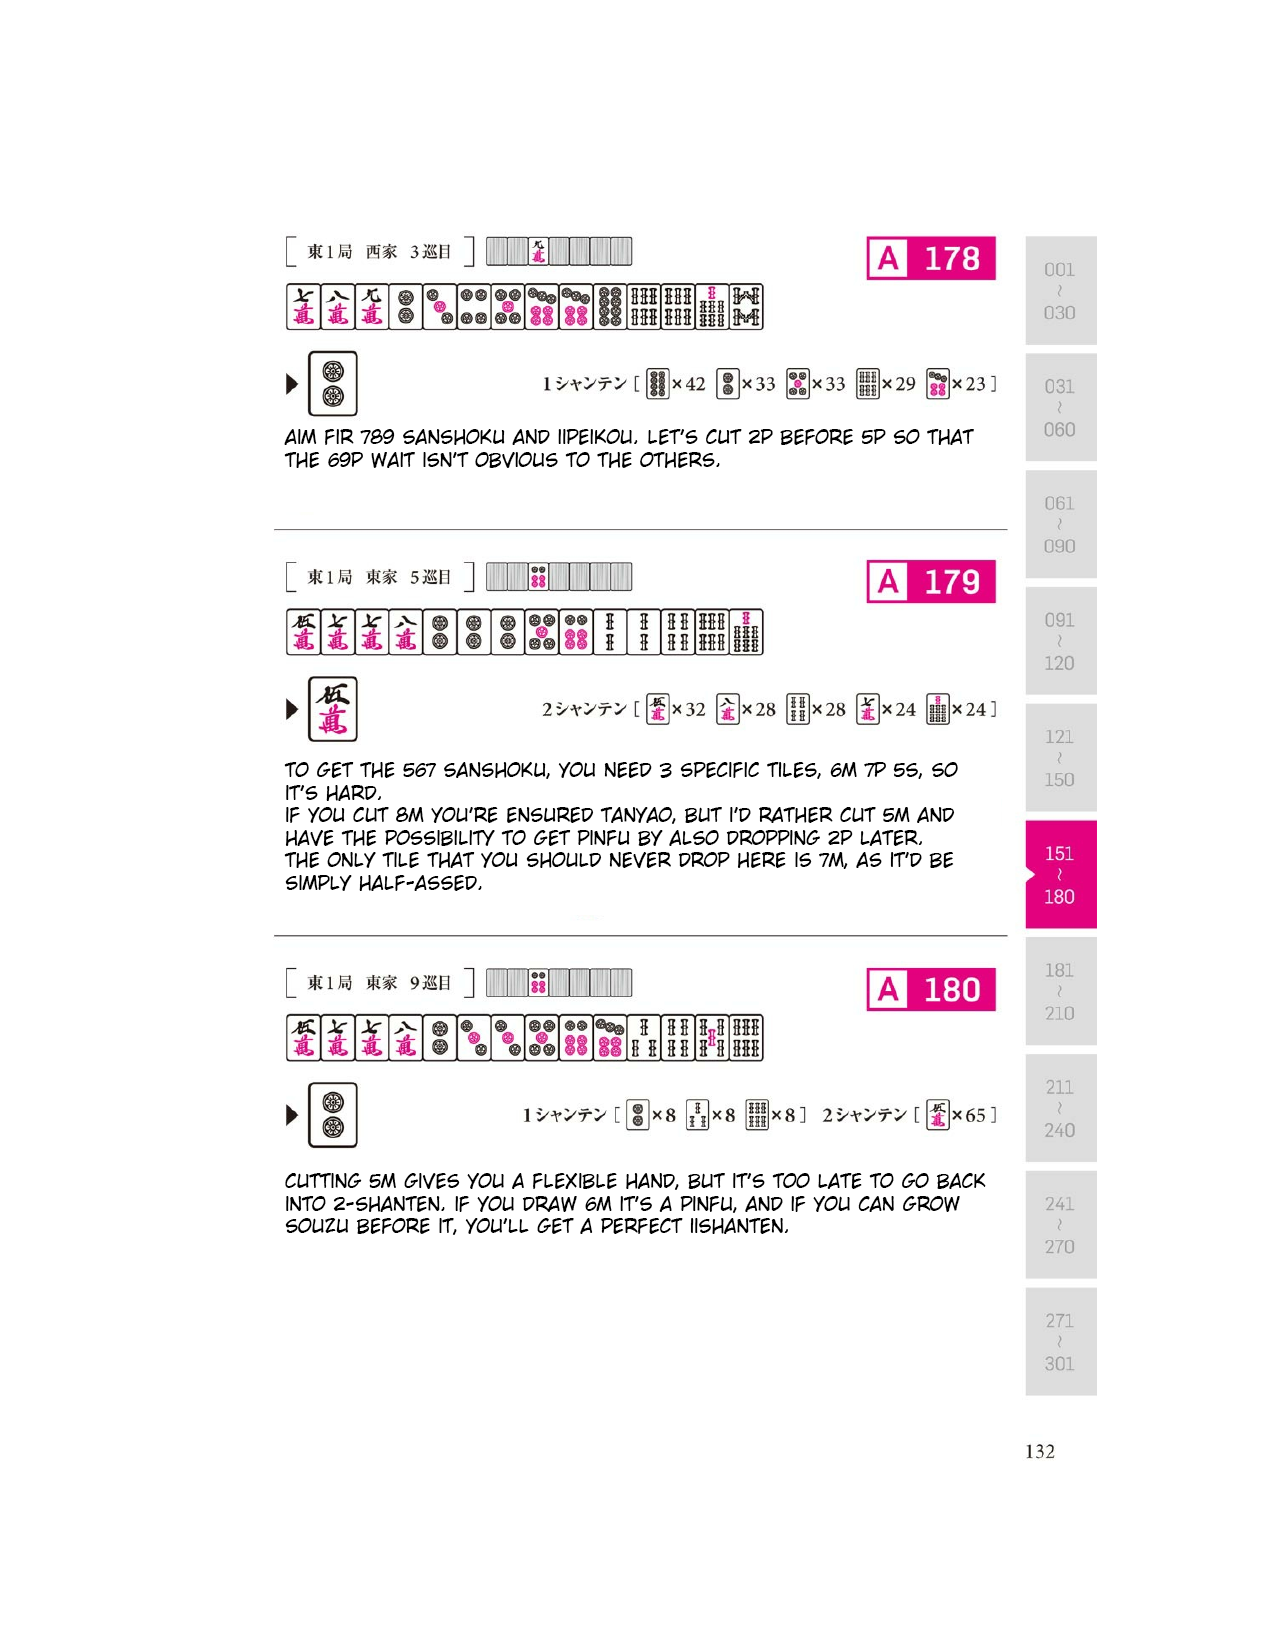 [ 東1局 西家 3巡目 ]
A 178
1シャンテン [ ×42 ×33 ×33 ×29 ×23 ]
AIM FIR 789 SANSHOKU AND IIPEIKOU. LET'S CUT 2P BEFORE 5P SO THAT
THE 69P WAIT ISN'T OBVIOUS TO THE OTHERS.
[ 東1局 東家 5巡目 ]
A 179
2シャンテン [ ×32 ×28 ×28 ×24 ×24 ]
TO GET THE 567 SANSHOKU, YOU NEED 3 SPECIFIC TILES, 6M 7P 5S, SO
IT'S HARD.
IF YOU CUT 8M YOU'RE ENSURED TANYAO, BUT I'D RATHER CUT 5M AND
HAVE THE POSSIBILITY TO GET PINFU BY ALSO DROPPING 2P LATER.
THE ONLY TILE THAT YOU SHOULD NEVER DROP HERE IS 7M, AS IT'D BE
SIMPLY HALF-ASSED.
[ 東1局 東家 9巡目 ]
A 180
1シャンテン [ ×8 ×8 ×8 ] 2シャンテン [ ×65 ]
CUTTING 5M GIVES YOU A FLEXIBLE HAND, BUT IT'S TOO LATE TO GO BACK
INTO 2-SHANTEN. IF YOU DRAW 6M IT'S A PINFU, AND IF YOU CAN GROW
SOUZU BEFORE IT, YOU'LL GET A PERFECT IISHANTEN.
001
~
030
031
~
060
061
~
090
091
~
120
121
~
150
151
~
180
181
~
210
211
~
240
241
~
270
271
~
301
132